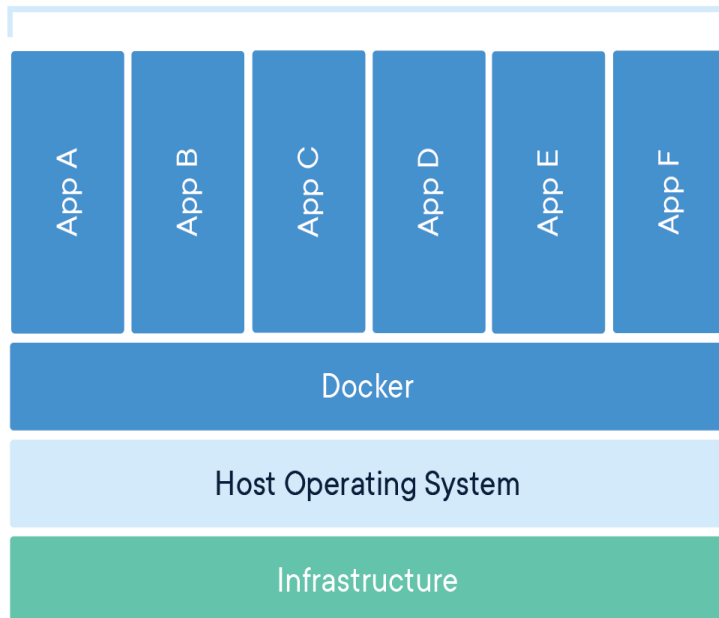 App A
App B
App C
App D
App E
App F
Docker
Host Operating System
Infrastructure